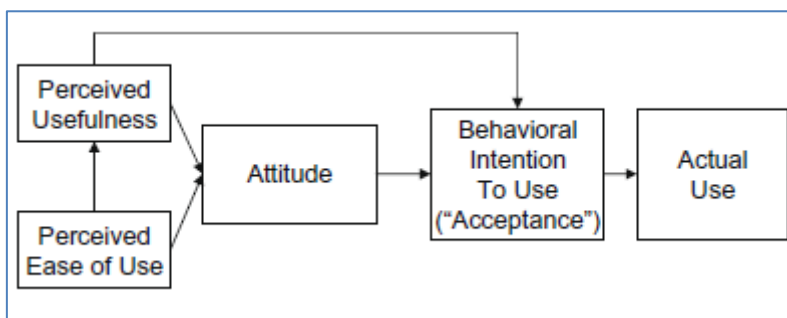 Perceived
Usefulness
Perceived
Ease of Use
Attitude
Behavioral
Intention
To Use
(“Acceptance”)
Actual
Use